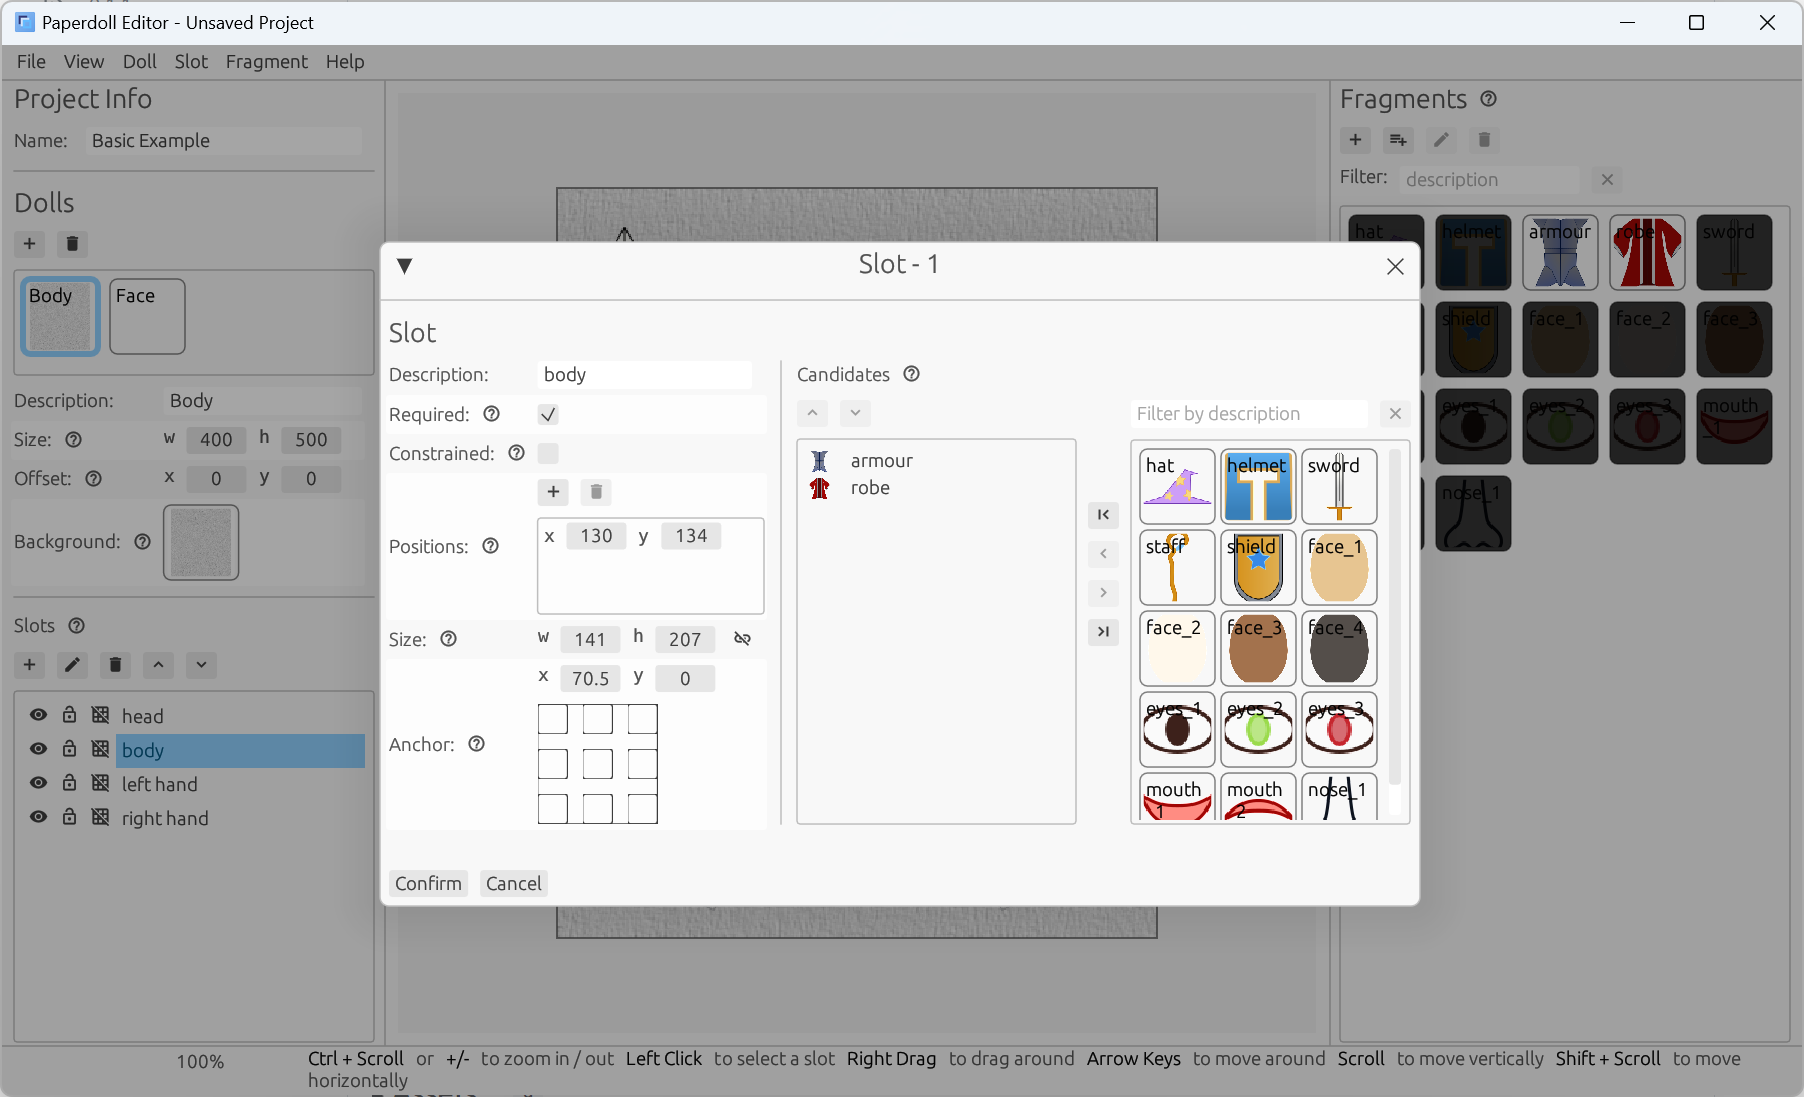 Paperdoll Editor - Unsaved Project
File View Doll Slot Fragment Help
Project Info
Name: Basic Example
Dolls
Body Face
Description: Body
Size: w 400 h 500
Offset: x 0 y 0
Background:
Slots
head
body
left hand
right hand
Slot - 1
Slot
Description: body
Required:
Constrained:
Positions: x 130 y 134
Size: w 141 h 207
x 70.5 y 0
Anchor:
Confirm Cancel
Candidates
armour
robe
Filter by description
hat helmet sword
staff shield face_1
face_2 face_3 face_4
eyes_1 eyes_2 eyes_3
mouth_1 mouth_2 nose_1
Fragments
Filter: description
hat helmet armour robe sword
shield face_1 face_2 face_3
eyes_1 eyes_2 eyes_3 mouth_1
nose_1
100% Ctrl + Scroll or +/- to zoom in / out Left Click to select a slot Right Drag to drag around Arrow Keys to move around Scroll to move vertically Shift + Scroll to move
horizontally